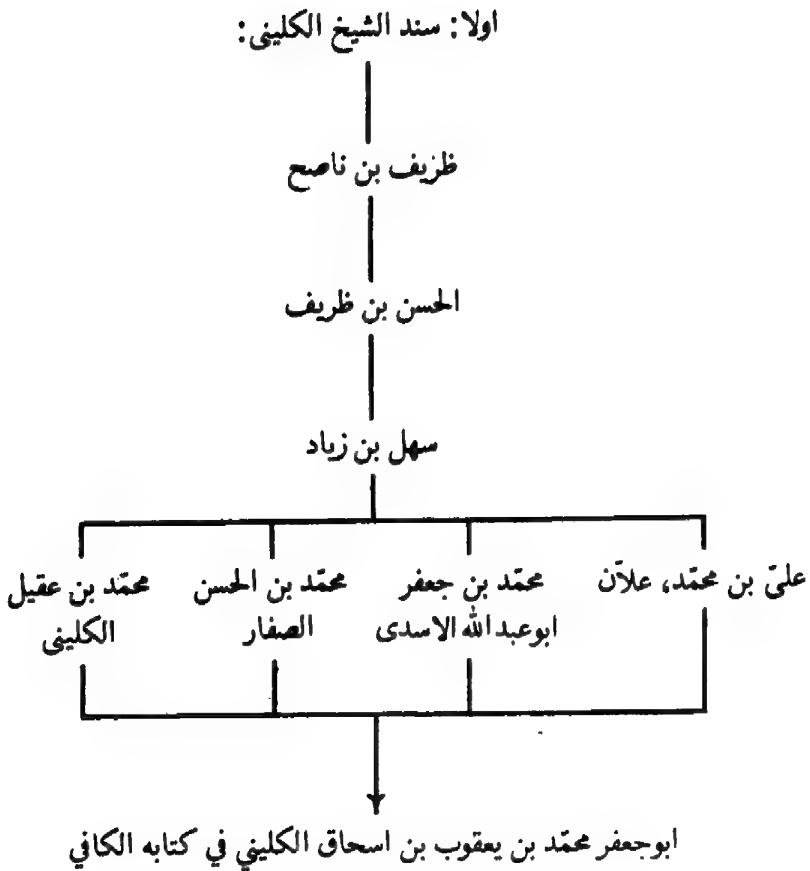 اولا: سند الشيخ الكليني:
ظريف بن ناصح
الحسن بن ظريف
سهل بن زياد
عليّ بن محمّد، علاّن
محمّد بن جعفر
ابوعبدالله الاسدى
محمّد بن الحسن
الصفار
محمّد بن عقيل
الكلينى
ابوجعفر محمّد بن يعقوب بن اسحاق الكليني في كتابه الكافي